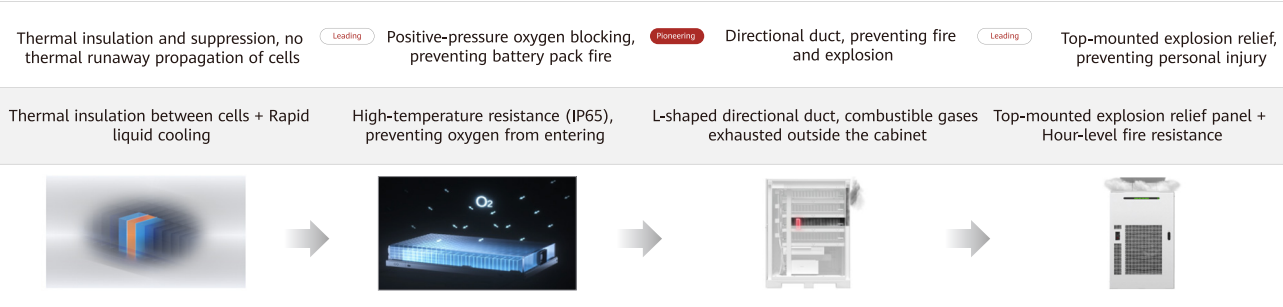 Thermal insulation and suppression, no
thermal runaway propagation of cells
Leading
Positive-pressure oxygen blocking,
preventing battery pack fire
Pioneering
Directional duct, preventing fire
and explosion
Leading
Top-mounted explosion relief,
preventing personal injury
Thermal insulation between cells + Rapid
liquid cooling
High-temperature resistance (IP65),
preventing oxygen from entering
L-shaped directional duct, combustible gases
exhausted outside the cabinet
Top-mounted explosion relief panel +
Hour-level fire resistance
O₂